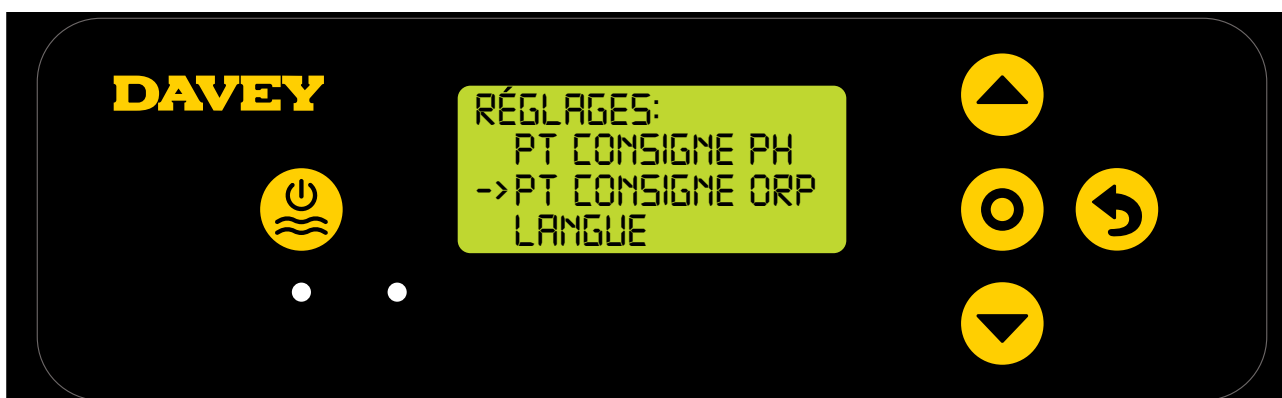 DAVEY
RÉGLAGES:
PT CONSIGNE PH
->PT CONSIGNE ORP
LANGUE